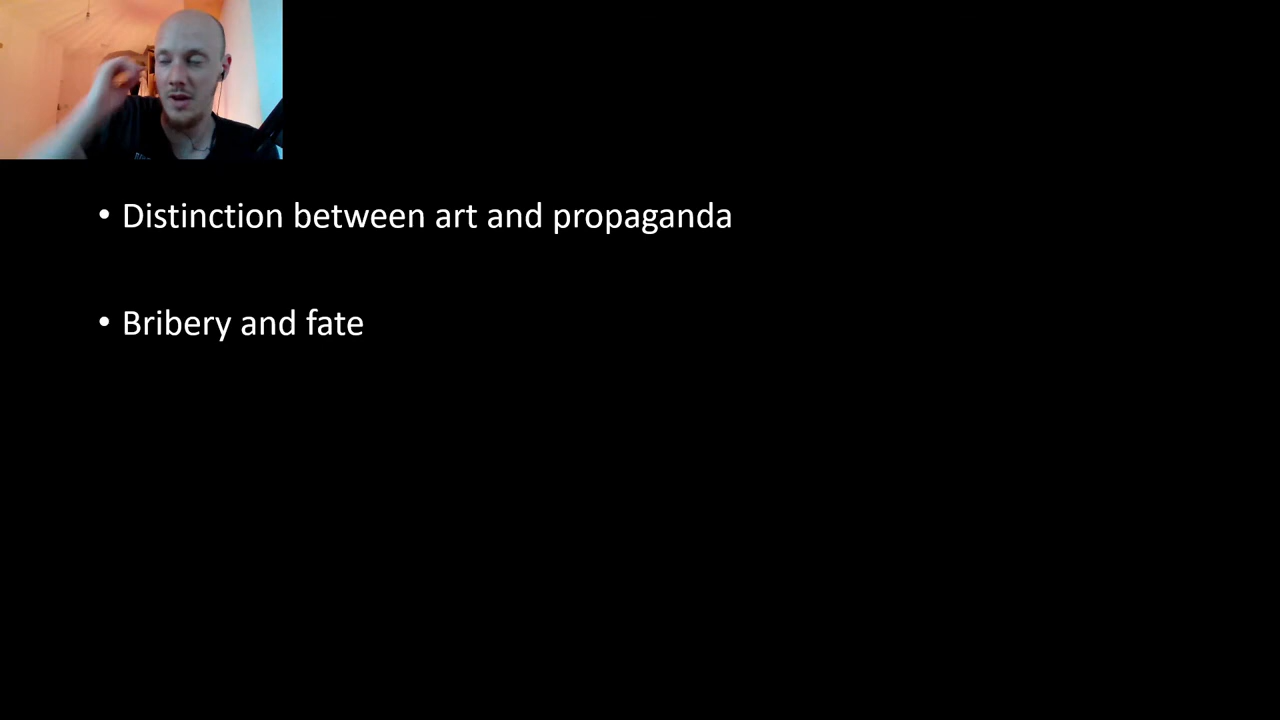 • Distinction between art and propaganda
• Bribery and fate